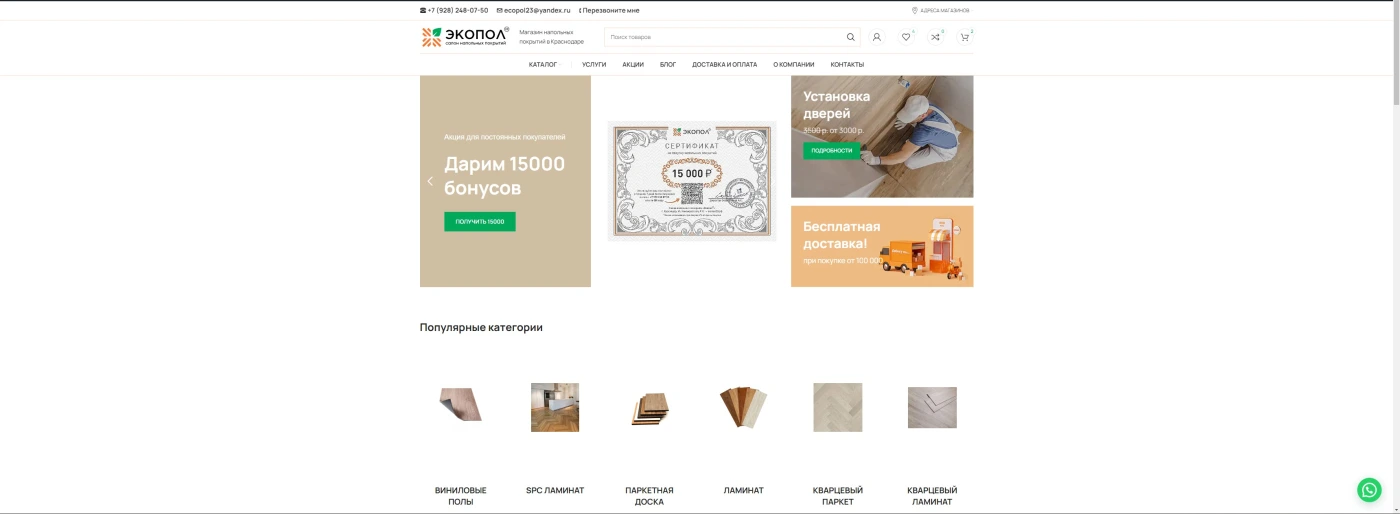 +7 (928) 248-07-50
ecopol23@yandex.ru
Перезвоните мне
АДРЕСА МАГАЗИНОВ
ЭКОПОЛ
салон напольных покрытий
Магазин напольных
покрытий в Краснодаре
Поиск товаров
КАТАЛОГ
УСЛУГИ
АКЦИИ
БЛОГ
ДОСТАВКА И ОПЛАТА
О КОМПАНИИ
КОНТАКТЫ
Акция для постоянных покупателей
Дарим 15000
бонусов
ПОЛУЧИТЬ 15000
ЭКОПОЛ
СЕРТИФИКАТ
15 000 ₽
Установка
дверей
3500 р. от 3000 р.
ПОДРОБНОСТИ
Бесплатная
доставка!
при покупке от 100 000
Популярные категории
ВИНИЛОВЫЕ
ПОЛЫ
SPC ЛАМИНАТ
ПАРКЕТНАЯ
ДОСКА
ЛАМИНАТ
КВАРЦЕВЫЙ
ПАРКЕТ
КВАРЦЕВЫЙ
ЛАМИНАТ